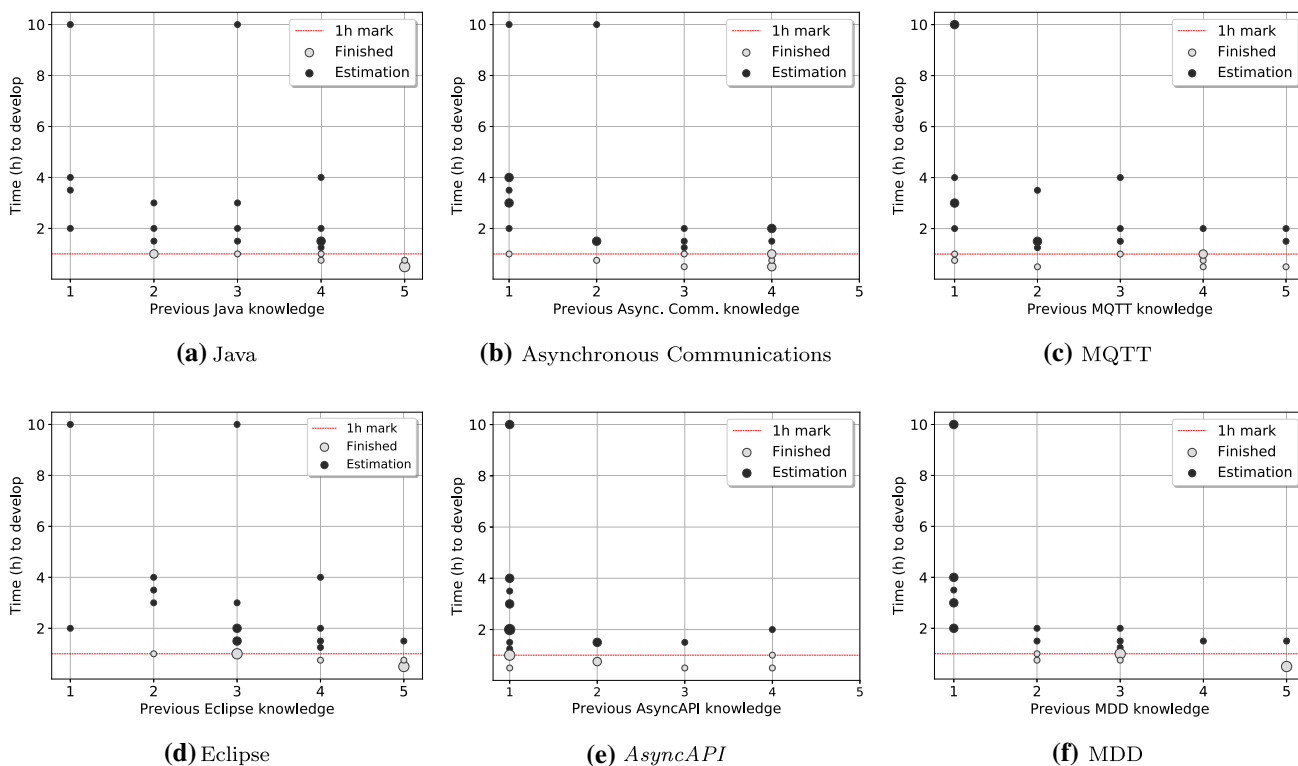 10
8
6
4
2
Time (h) to develop
1h mark
Finished
Estimation
1 2 3 4 5
Previous Java knowledge
(a) Java
10
8
6
4
2
Time (h) to develop
1h mark
Finished
Estimation
1 2 3 4 5
Previous Async. Comm. knowledge
(b) Asynchronous Communications
10
8
6
4
2
Time (h) to develop
1h mark
Finished
Estimation
1 2 3 4 5
Previous MQTT knowledge
(c) MQTT
10
8
6
4
2
Time (h) to develop
1h mark
Finished
Estimation
1 2 3 4 5
Previous Eclipse knowledge
(d) Eclipse
10
8
6
4
2
Time (h) to develop
1h mark
Finished
Estimation
1 2 3 4 5
Previous AsyncAPI knowledge
(e) AsyncAPI
10
8
6
4
2
Time (h) to develop
1h mark
Finished
Estimation
1 2 3 4 5
Previous MDD knowledge
(f) MDD